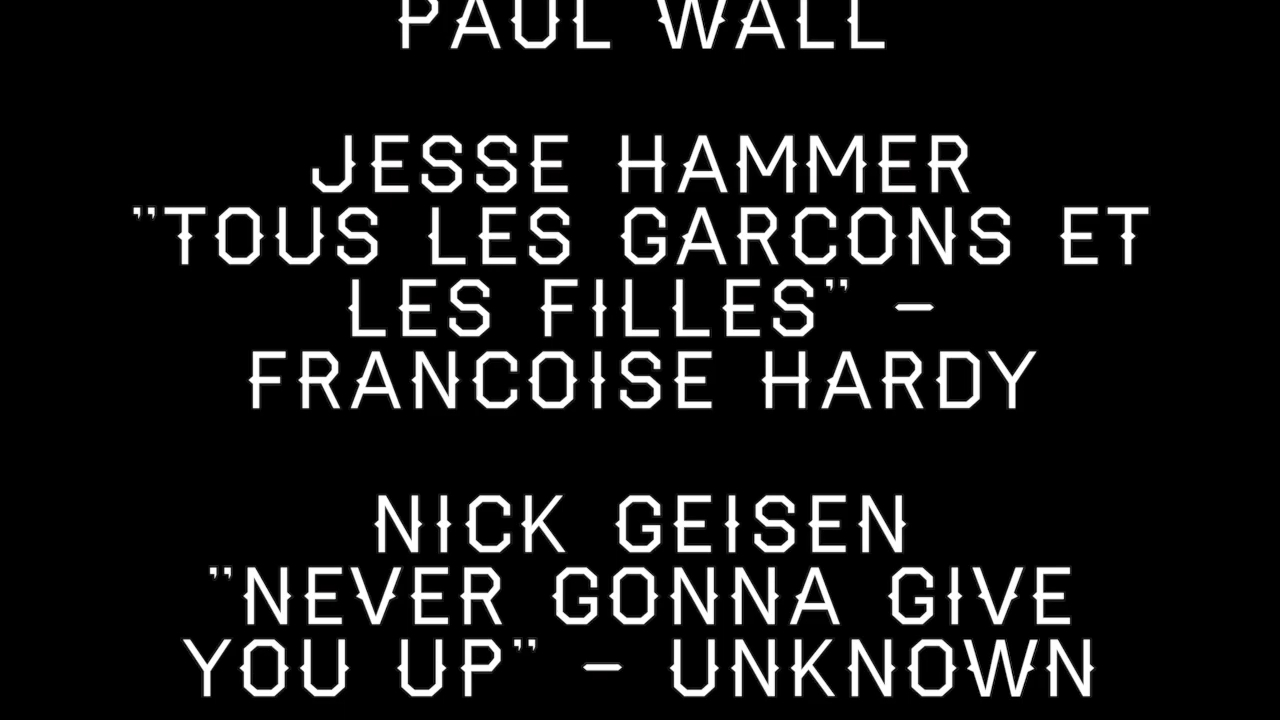 PAUL WALL
JESSE HAMMER
"TOUS LES GARCONS ET
LES FILLES" -
FRANCOISE HARDY
NICK GEISEN
"NEVER GONNA GIVE
YOU UP" - UNKNOWN